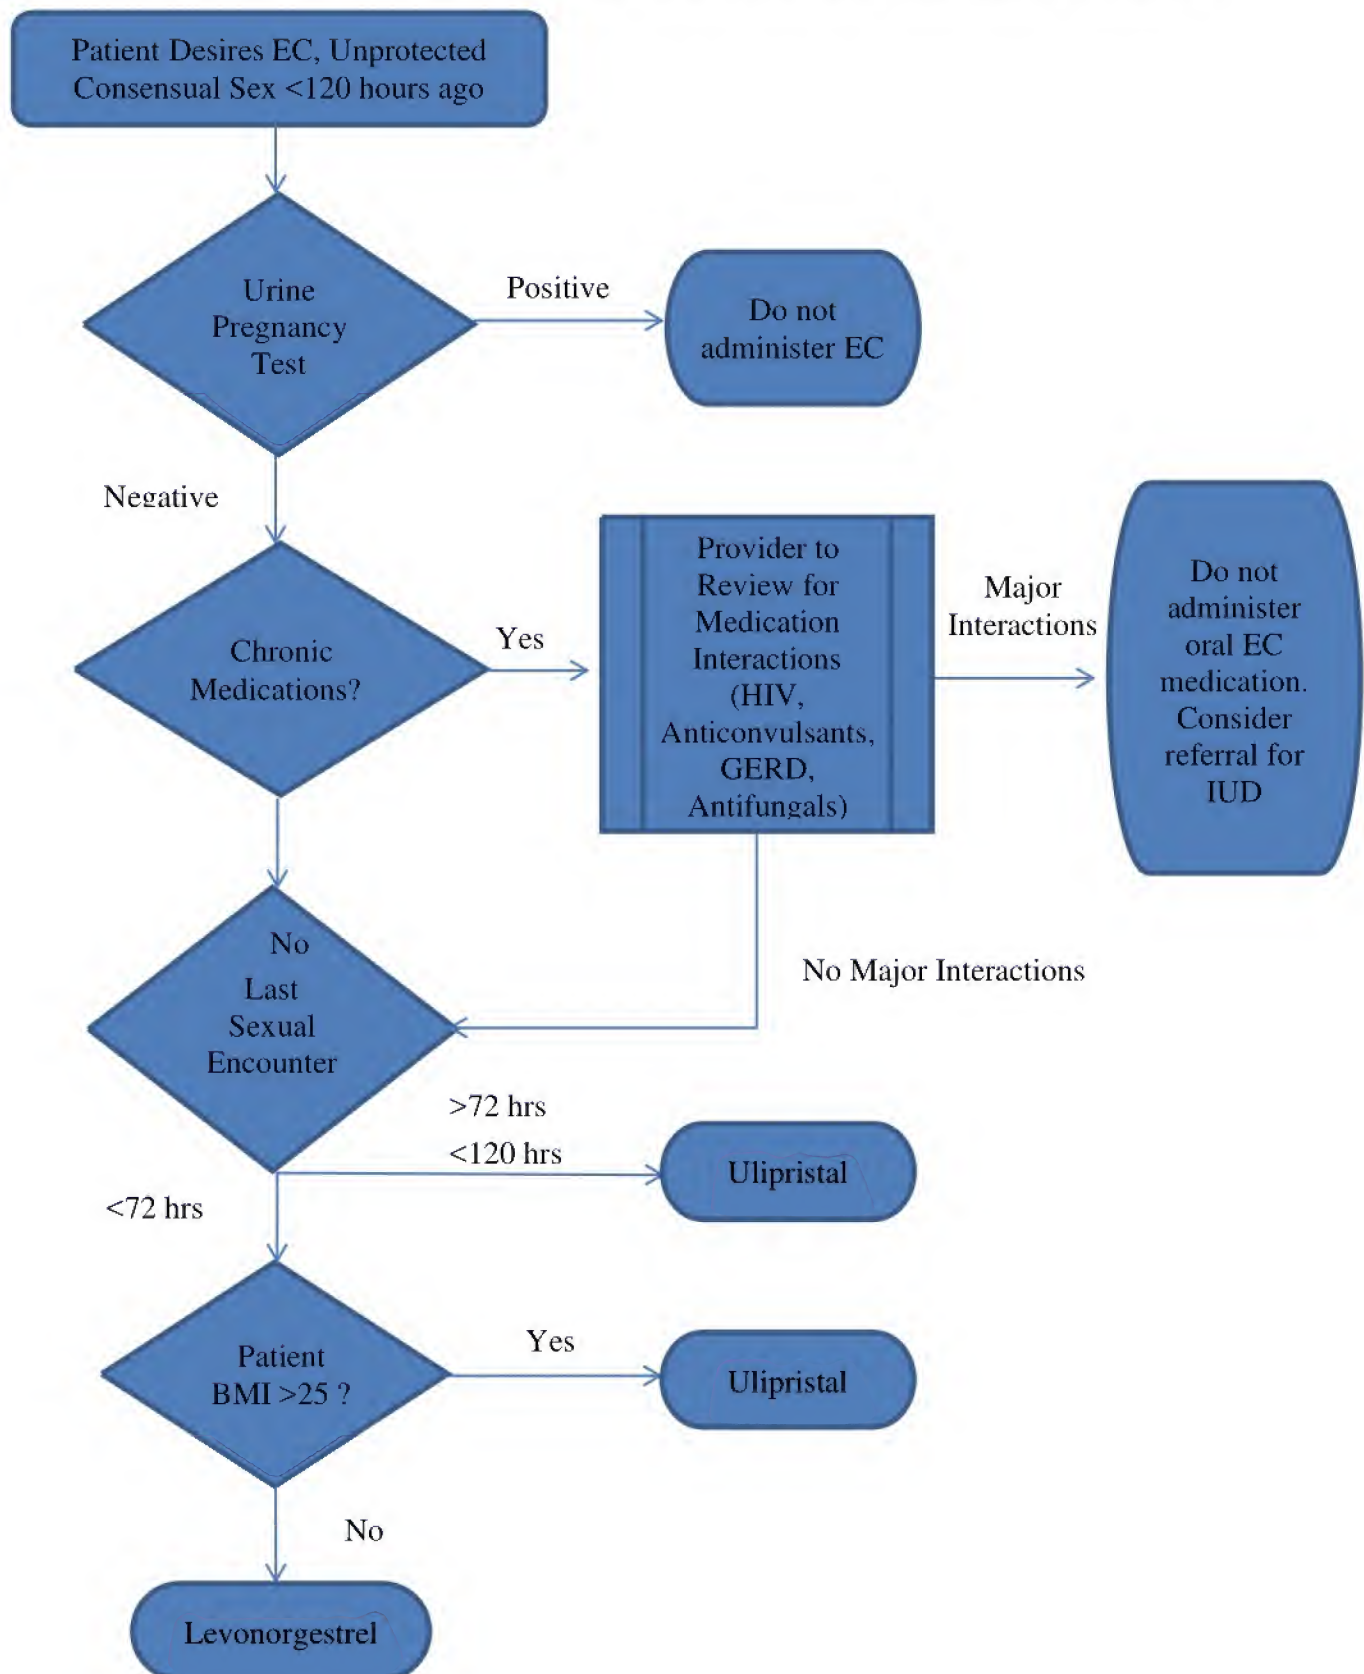 Patient Desires EC, Unprotected
Consensual Sex <120 hours ago
Urine
Pregnancy
Test
Positive
Do not
administer EC
Negative
Chronic
Medications?
Yes
Provider to
Review for
Medication
Interactions
(HIV,
Anticonvulsants,
GERD,
Antifungals)
Major
Interactions
Do not
administer
oral EC
medication.
Consider
referral for
IUD
No
Last
Sexual
Encounter
No Major Interactions
>72 hrs
<120 hrs
Ulipristal
<72 hrs
Patient
BMI >25 ?
Yes
Ulipristal
No
Levonorgestrel